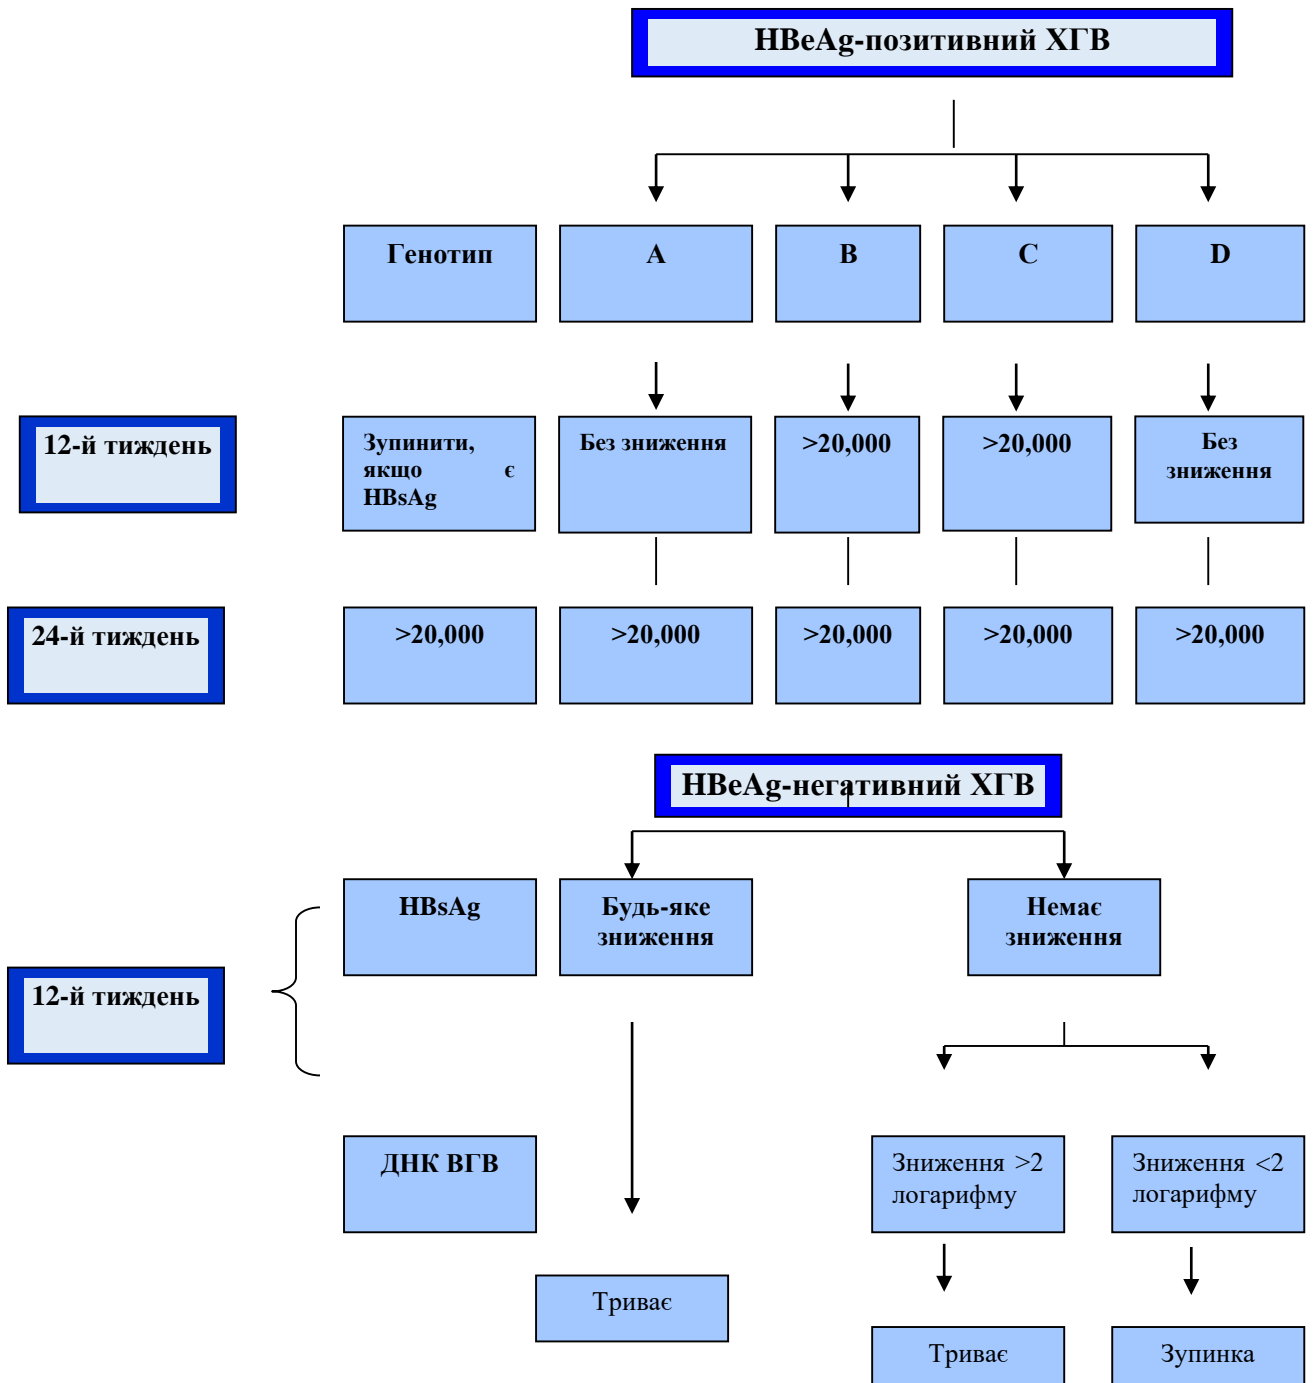 HBeAg-позитивний ХГВ
Генотип
A
B
C
D
12-й тиждень
Зупинити,
якщо є
HBsAg
Без зниження
>20,000
>20,000
Без
зниження
24-й тиждень
>20,000
>20,000
>20,000
>20,000
>20,000
HBeAg-негативний ХГВ
HBsAg
Будь-яке
зниження
Немає
зниження
12-й тиждень
ДНК ВГВ
Зниження >2
логарифму
Зниження <2
логарифму
Триває
Триває
Зупинка